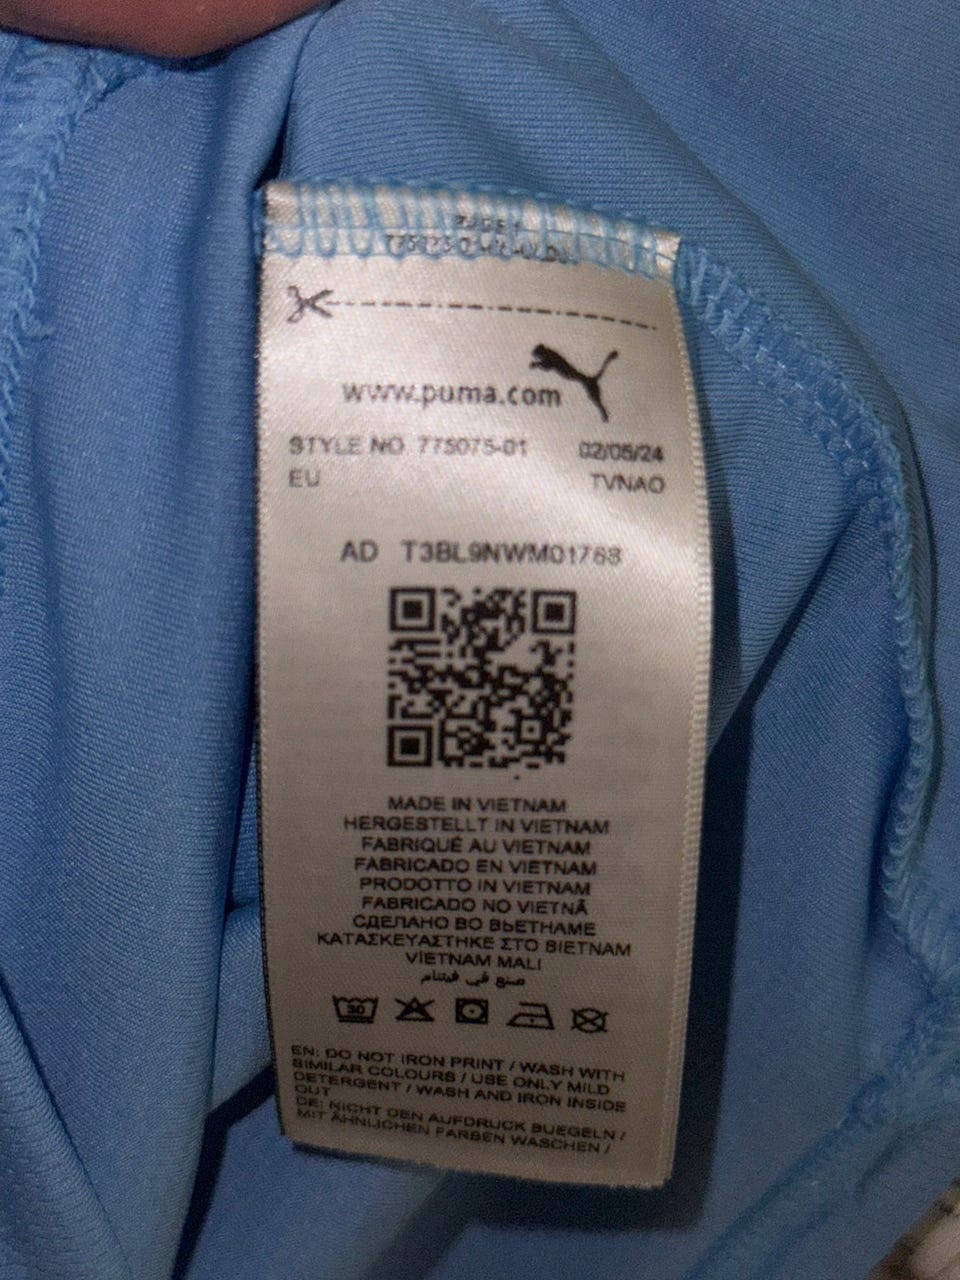 www.puma.com
STYLE NO 775075-01 02/05/24
EU TVNAO
AD T3BL9NWM01768
MADE IN VIETNAM
HERGESTELLT IN VIETNAM
FABRIQUÉ AU VIETNAM
FABRICADO EN VIETNAM
PRODOTTO IN VIETNAM
FABRICADO NO VIETNÃ
СДЕЛАНО ВО ВЬЕТНАМЕ
ΚΑΤΑΣΚΕΥΑΣΤΗΚΕ ΣΤΟ ΒΙΕΤΝΑΜ
VİETNAM MALI
صنع في فيتنام
30
EN: DO NOT IRON PRINT / WASH WITH
SIMILAR COLOURS / USE ONLY MILD
DETERGENT / WASH AND IRON INSIDE
OUT
DE: NICHT DEN AUFDRUCK BUEGELN /
MIT ÄHNLICHEN FARBEN WASCHEN /